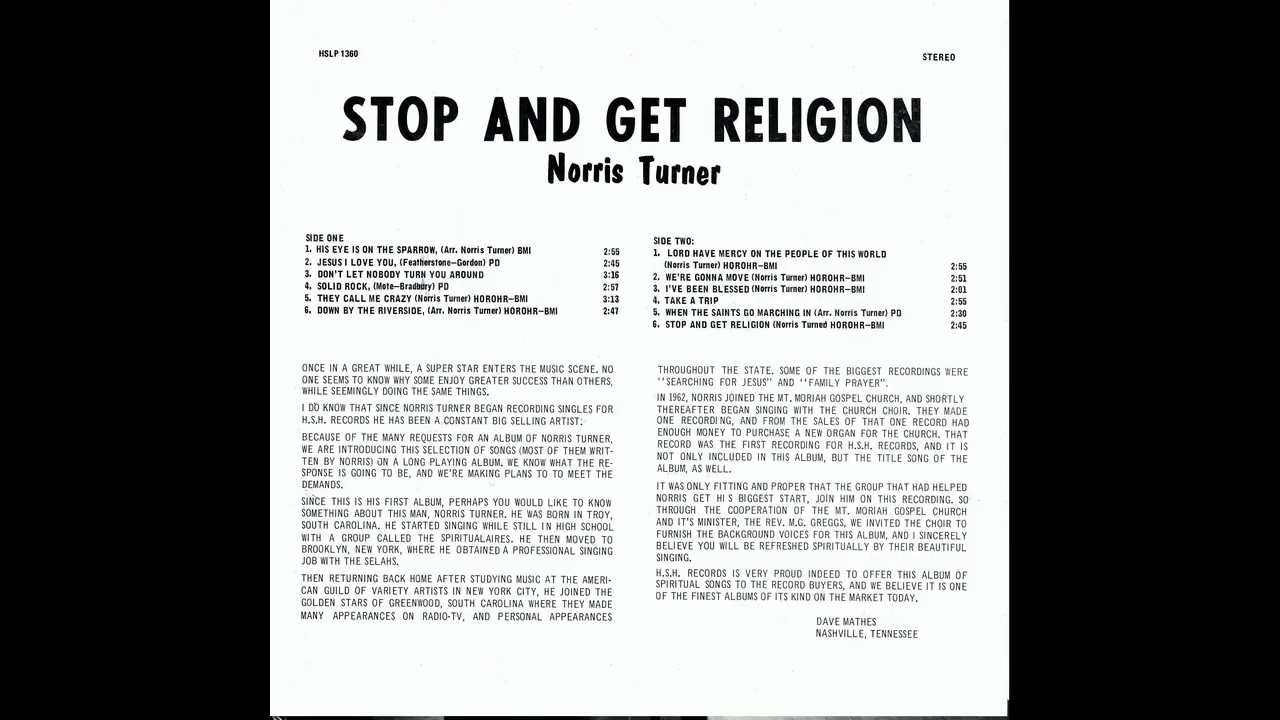 HSLP 1360
STEREO
STOP AND GET RELIGION
Norris Turner
SIDE ONE
1. HIS EYE IS ON THE SPARROW, (Arr. Norris Turner) BMI 2:55
2. JESUS I LOVE YOU, (Featherstone–Gordon) PD 2:45
3. DON'T LET NOBODY TURN YOU AROUND 3:16
4. SOLID ROCK, (Mote–Bradbury) PD 2:57
5. THEY CALL ME CRAZY (Norris Turner) HOROHR–BMI 3:13
6. DOWN BY THE RIVERSIDE, (Arr. Norris Turner) HOROHR–BMI 2:47
SIDE TWO:
1. LORD HAVE MERCY ON THE PEOPLE OF THIS WORLD
(Norris Turner) HOROHR–BMI 2:55
2. WE'RE GONNA MOVE (Norris Turner) HOROHR–BMI 2:51
3. I'VE BEEN BLESSED (Norris Turner) HOROHR–BMI 2:01
4. TAKE A TRIP 2:55
5. WHEN THE SAINTS GO MARCHING IN (Arr. Norris Turner) PD 2:30
6. STOP AND GET RELIGION (Norris Turner) HOROHR–BMI 2:45
ONCE IN A GREAT WHILE, A SUPER STAR ENTERS THE MUSIC SCENE. NO
ONE SEEMS TO KNOW WHY SOME ENJOY GREATER SUCCESS THAN OTHERS,
WHILE SEEMINGLY DOING THE SAME THINGS.
I DO KNOW THAT SINCE NORRIS TURNER BEGAN RECORDING SINGLES FOR
H.S.H. RECORDS HE HAS BEEN A CONSTANT BIG SELLING ARTIST.
BECAUSE OF THE MANY REQUESTS FOR AN ALBUM OF NORRIS TURNER,
WE ARE INTRODUCING THIS SELECTION OF SONGS (MOST OF THEM WRIT-
TEN BY NORRIS) ON A LONG PLAYING ALBUM. WE KNOW WHAT THE RE-
SPONSE IS GOING TO BE, AND WE'RE MAKING PLANS TO TO MEET THE
DEMANDS.
SINCE THIS IS HIS FIRST ALBUM, PERHAPS YOU WOULD LIKE TO KNOW
SOMETHING ABOUT THIS MAN, NORRIS TURNER. HE WAS BORN IN TROY,
SOUTH CAROLINA. HE STARTED SINGING WHILE STILL IN HIGH SCHOOL
WITH A GROUP CALLED THE SPIRITUALAIRES. HE THEN MOVED TO
BROOKLYN, NEW YORK, WHERE HE OBTAINED A PROFESSIONAL SINGING
JOB WITH THE SELAHS.
THEN RETURNING BACK HOME AFTER STUDYING MUSIC AT THE AMERI-
CAN GUILD OF VARIETY ARTISTS IN NEW YORK CITY, HE JOINED THE
GOLDEN STARS OF GREENWOOD, SOUTH CAROLINA WHERE THEY MADE
MANY APPEARANCES ON RADIO-TV, AND PERSONAL APPEARANCES
THROUGHOUT THE STATE. SOME OF THE BIGGEST RECORDINGS WERE
"SEARCHING FOR JESUS" AND "FAMILY PRAYER".
IN 1962, NORRIS JOINED THE MT. MORIAH GOSPEL CHURCH, AND SHORTLY
THEREAFTER BEGAN SINGING WITH THE CHURCH CHOIR. THEY MADE
ONE RECORDING, AND FROM THE SALES OF THAT ONE RECORD HAD
ENOUGH MONEY TO PURCHASE A NEW ORGAN FOR THE CHURCH. THAT
RECORD WAS THE FIRST RECORDING FOR H.S.H. RECORDS, AND IT IS
NOT ONLY INCLUDED IN THIS ALBUM, BUT THE TITLE SONG OF THE
ALBUM, AS WELL.
IT WAS ONLY FITTING AND PROPER THAT THE GROUP THAT HAD HELPED
NORRIS GET HIS BIGGEST START, JOIN HIM ON THIS RECORDING. SO
THROUGH THE COOPERATION OF THE MT. MORIAH GOSPEL CHURCH
AND IT'S MINISTER, THE REV. M.G. GREGGS, WE INVITED THE CHOIR TO
FURNISH THE BACKGROUND VOICES FOR THIS ALBUM, AND I SINCERELY
BELIEVE YOU WILL BE REFRESHED SPIRITUALLY BY THEIR BEAUTIFUL
SINGING.
H.S.H. RECORDS IS VERY PROUD INDEED TO OFFER THIS ALBUM OF
SPIRITUAL SONGS TO THE RECORD BUYERS, AND WE BELIEVE IT IS ONE
OF THE FINEST ALBUMS OF ITS KIND ON THE MARKET TODAY.
DAVE MATHES
NASHVILLE, TENNESSEE